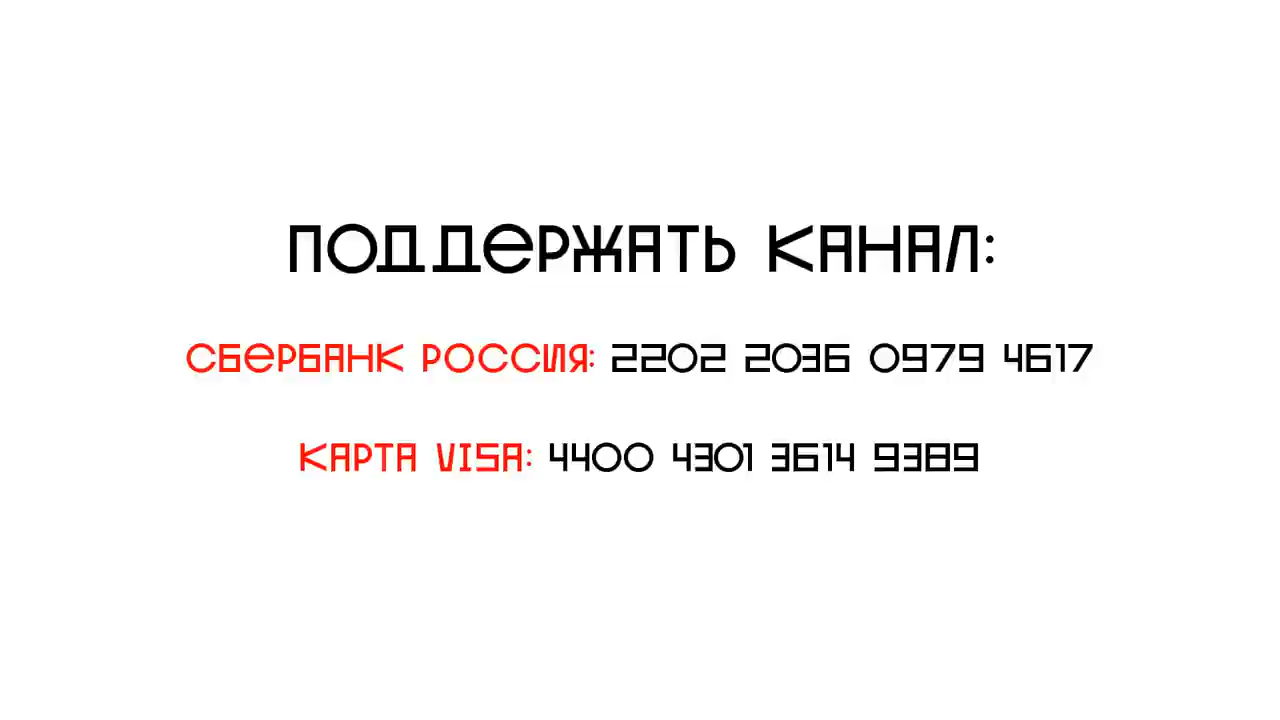 ПОДДЕРЖАТЬ КАНАЛ:
СБЕРБАНК РОССИЯ: 2202 2036 0979 4617
КАРТА VISA: 4400 4301 3614 9389